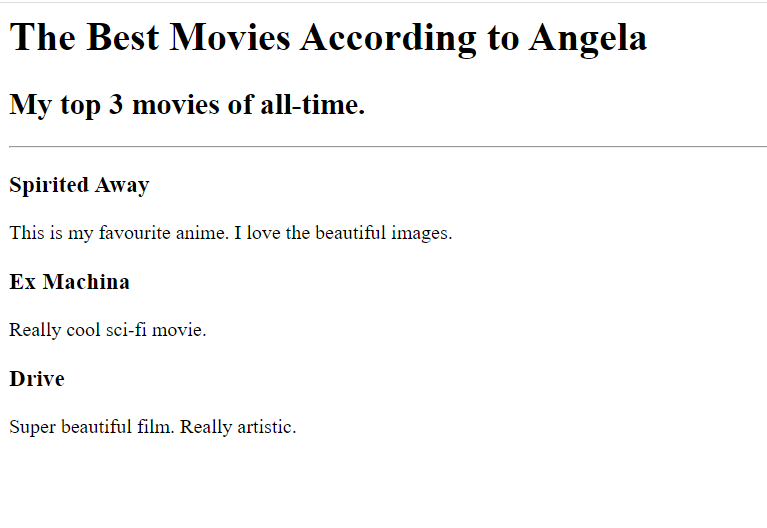 The Best Movies According to Angela
My top 3 movies of all-time.
Spirited Away
This is my favourite anime. I love the beautiful images.
Ex Machina
Really cool sci-fi movie.
Drive
Super beautiful film. Really artistic.